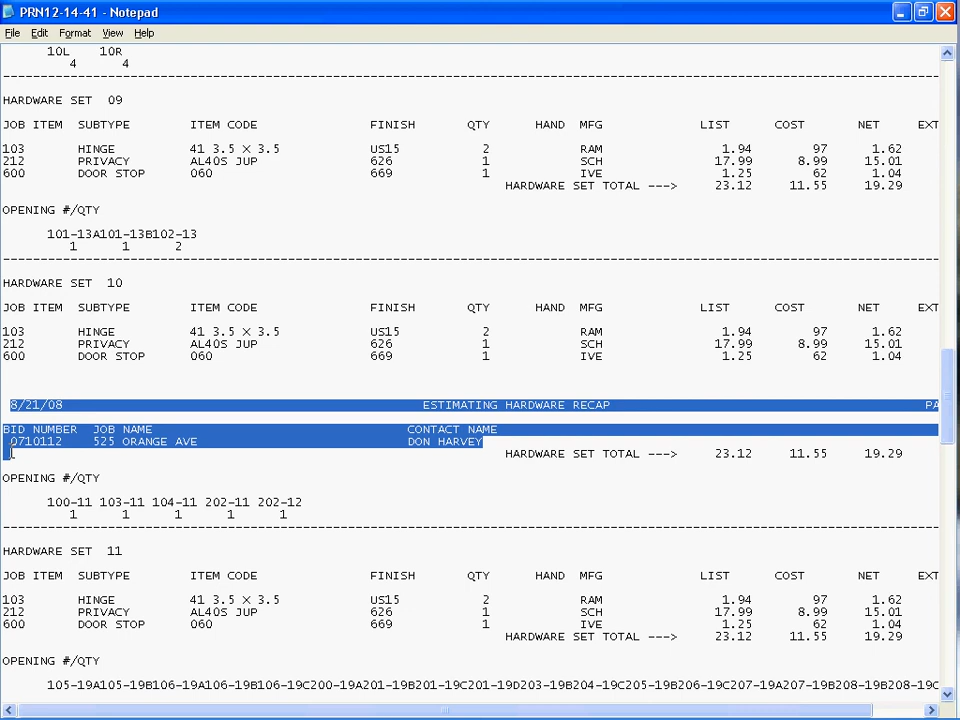 PRN12-14-41 - Notepad
File Edit Format View Help
10L 10R
4 4
HARDWARE SET 09
JOB ITEM SUBTYPE ITEM CODE FINISH QTY HAND MFG LIST COST NET EXT
103 HINGE 41 3.5 X 3.5 US15 2 RAM 1.94 97 1.62
212 PRIVACY AL40S JUP 626 1 SCH 17.99 8.99 15.01
600 DOOR STOP 060 669 1 IVE 1.25 62 1.04
HARDWARE SET TOTAL ---> 23.12 11.55 19.29
OPENING #/QTY
101-13A101-13B102-13
1 1 2
HARDWARE SET 10
JOB ITEM SUBTYPE ITEM CODE FINISH QTY HAND MFG LIST COST NET EXT
103 HINGE 41 3.5 X 3.5 US15 2 RAM 1.94 97 1.62
212 PRIVACY AL40S JUP 626 1 SCH 17.99 8.99 15.01
600 DOOR STOP 060 669 1 IVE 1.25 62 1.04
8/21/08 ESTIMATING HARDWARE RECAP PA
BID NUMBER JOB NAME CONTACT NAME
0710112 525 ORANGE AVE DON HARVEY
HARDWARE SET TOTAL ---> 23.12 11.55 19.29
OPENING #/QTY
100-11 103-11 104-11 202-11 202-12
1 1 1 1 1
HARDWARE SET 11
JOB ITEM SUBTYPE ITEM CODE FINISH QTY HAND MFG LIST COST NET EXT
103 HINGE 41 3.5 X 3.5 US15 2 RAM 1.94 97 1.62
212 PRIVACY AL40S JUP 626 1 SCH 17.99 8.99 15.01
600 DOOR STOP 060 669 1 IVE 1.25 62 1.04
HARDWARE SET TOTAL ---> 23.12 11.55 19.29
OPENING #/QTY
105-19A105-19B106-19A106-19B106-19C200-19A201-19B201-19C201-19D203-19B204-19C205-19B206-19C207-19A207-19B208-19B208-19C